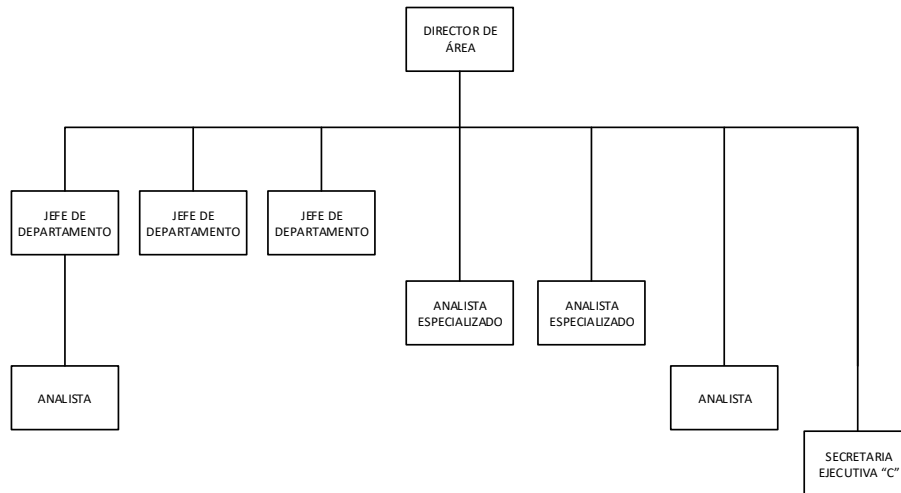 DIRECTOR DE
ÁREA
JEFE DE
DEPARTAMENTO
JEFE DE
DEPARTAMENTO
JEFE DE
DEPARTAMENTO
ANALISTA
ESPECIALIZADO
ANALISTA
ESPECIALIZADO
ANALISTA
ANALISTA
SECRETARIA
EJECUTIVA “C”